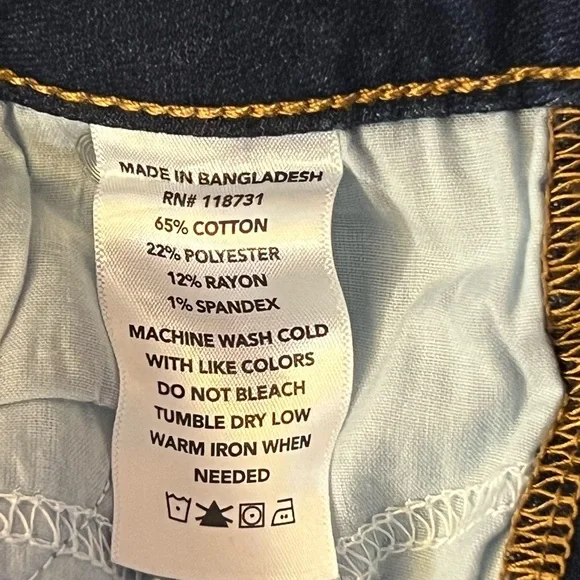 MADE IN BANGLADESH
RN# 118731
65% COTTON
22% POLYESTER
12% RAYON
1% SPANDEX
MACHINE WASH COLD
WITH LIKE COLORS
DO NOT BLEACH
TUMBLE DRY LOW
WARM IRON WHEN
NEEDED